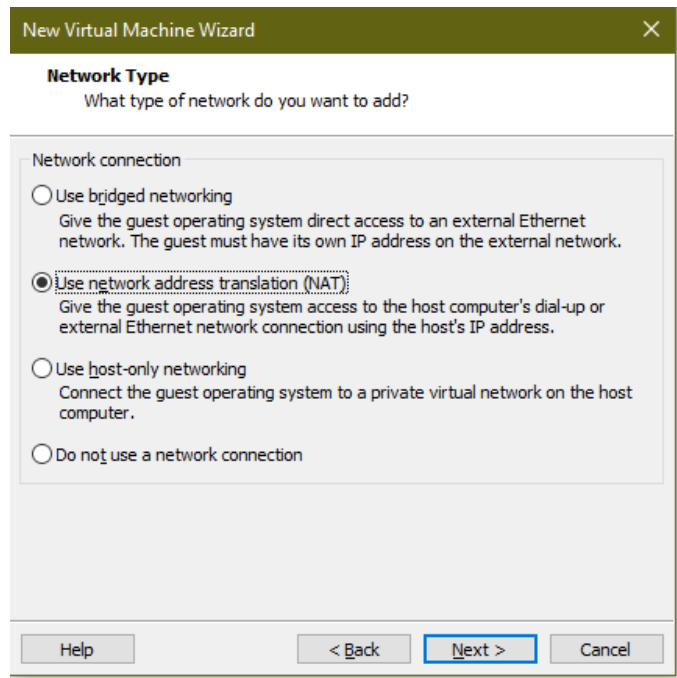 New Virtual Machine Wizard
Network Type
What type of network do you want to add?
Network connection
Use bridged networking
Give the guest operating system direct access to an external Ethernet
network. The guest must have its own IP address on the external network.
Use network address translation (NAT)
Give the guest operating system access to the host computer's dial-up or
external Ethernet network connection using the host's IP address.
Use host-only networking
Connect the guest operating system to a private virtual network on the host
computer.
Do not use a network connection
Help
< Back
Next >
Cancel